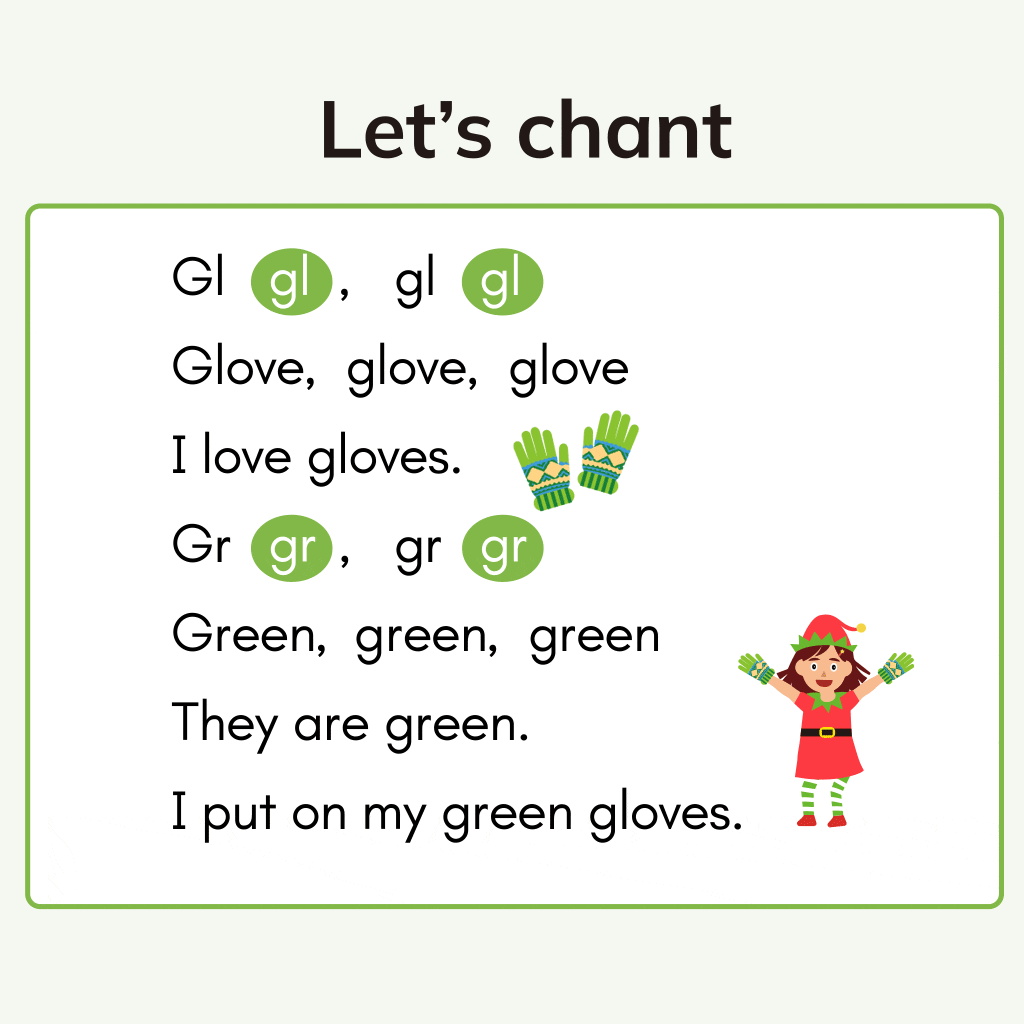 Let's chant
Gl gl, gl gl
Glove, glove, glove
I love gloves.
Gr gr, gr gr
Green, green, green
They are green.
I put on my green gloves.